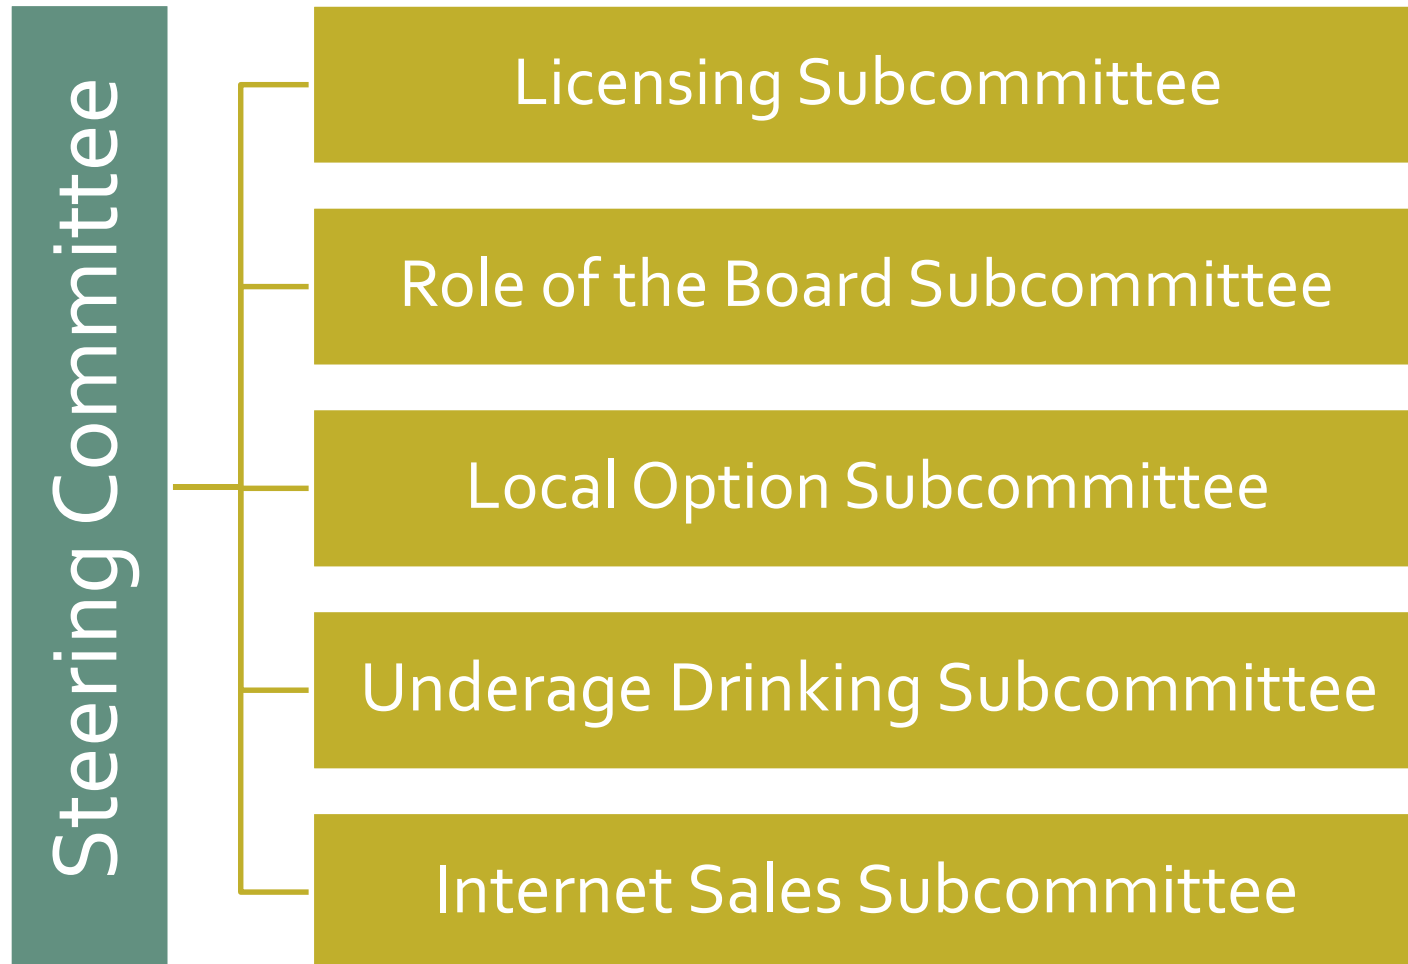 Steering Committee
Licensing Subcommittee
Role of the Board Subcommittee
Local Option Subcommittee
Underage Drinking Subcommittee
Internet Sales Subcommittee